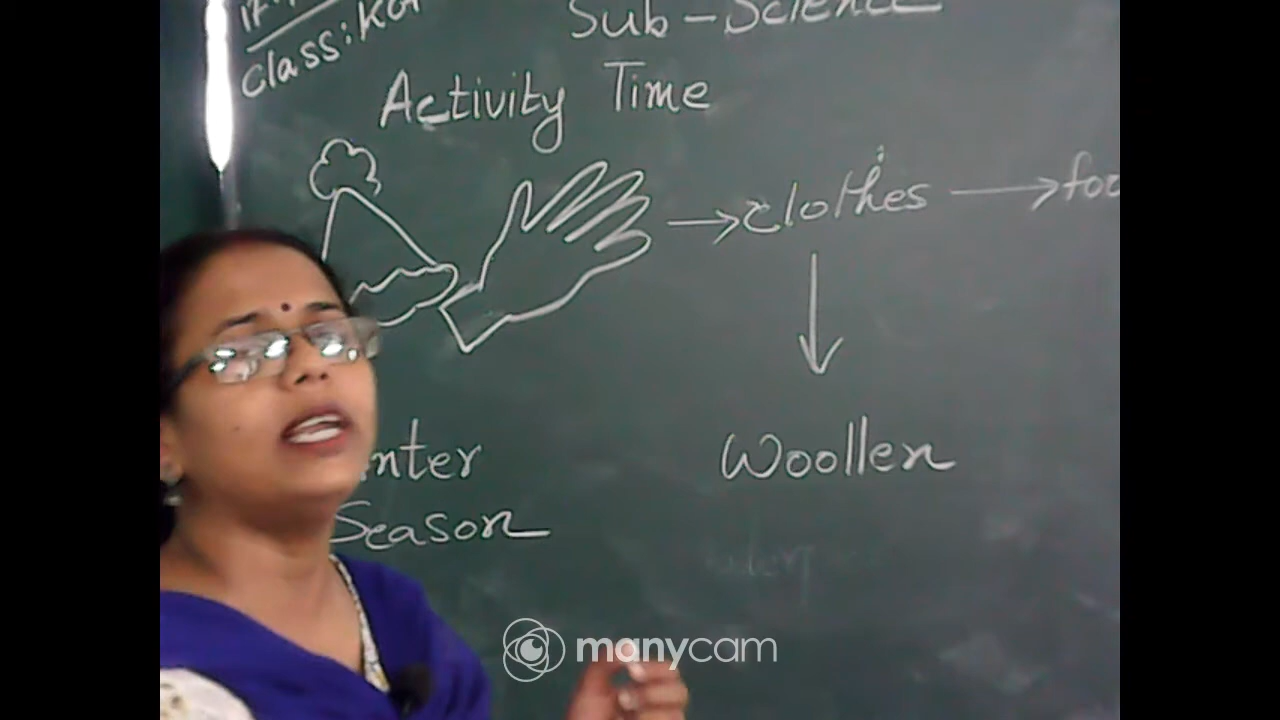 class:KG
Sub - Science
Activity Time
→ clothes → foo
Woollen
nter
Season
manycam